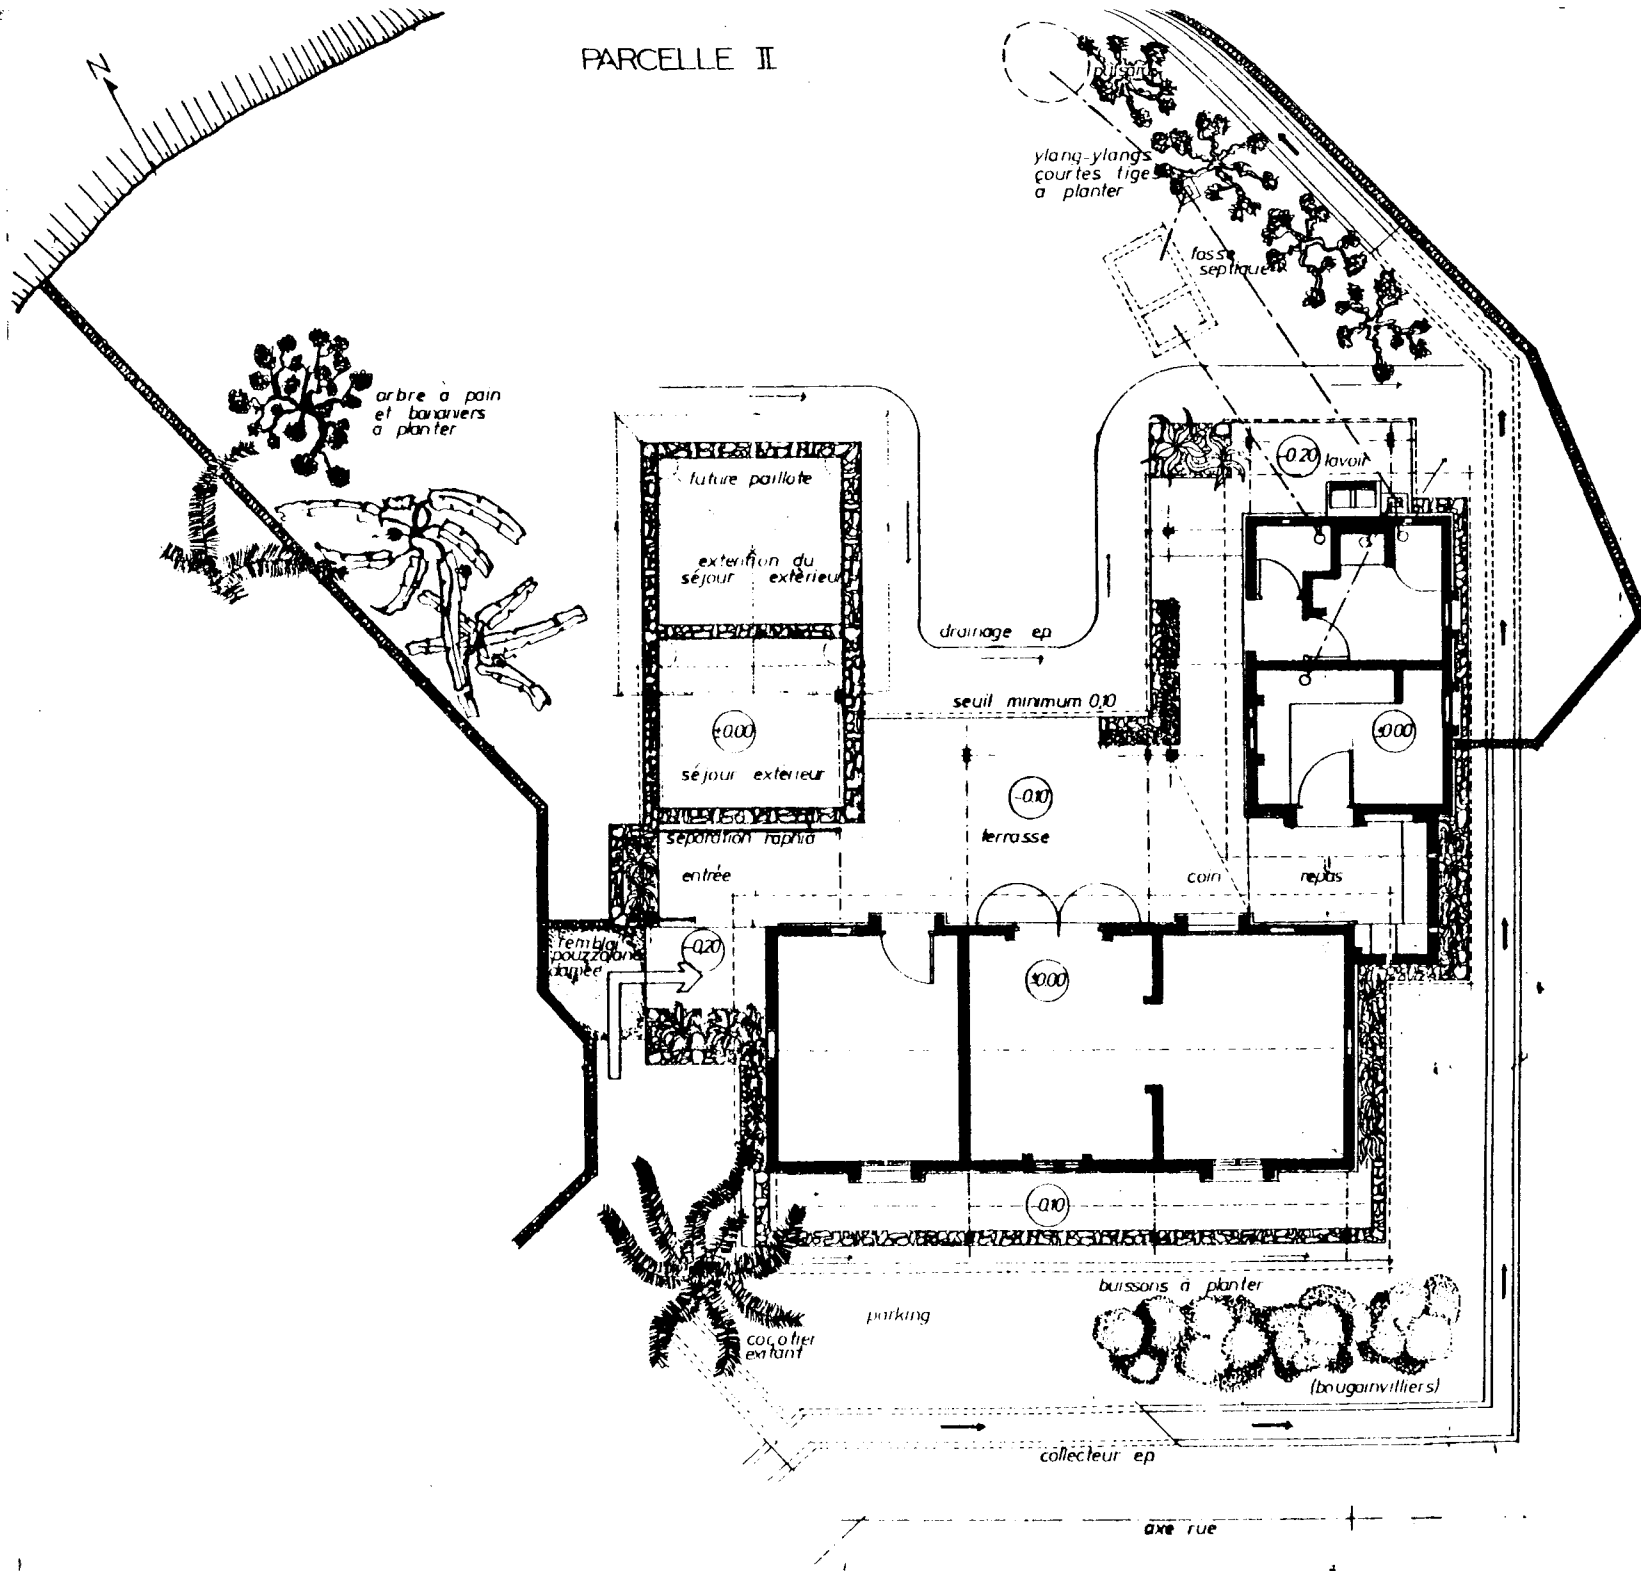 PARCELLE II
N
puisard
ylang-ylangs
courtes tiges
à planter
fosse
septique
arbre à pain
et bananiers
à planter
-0.20
lavoir
future paillote
extention du
séjour extérieur
drainage ep
seuil minimum 0,10
±0.00
±0.00
séjour extérieur
-0.10
terrasse
séparation raphia
entrée
coin repas
remblai
pouzzolane
damée
-0,20
±0.00
-0.10
buissons à planter
parking
cocotier
exitant
(bougainvilliers)
collecteur ep
axe rue